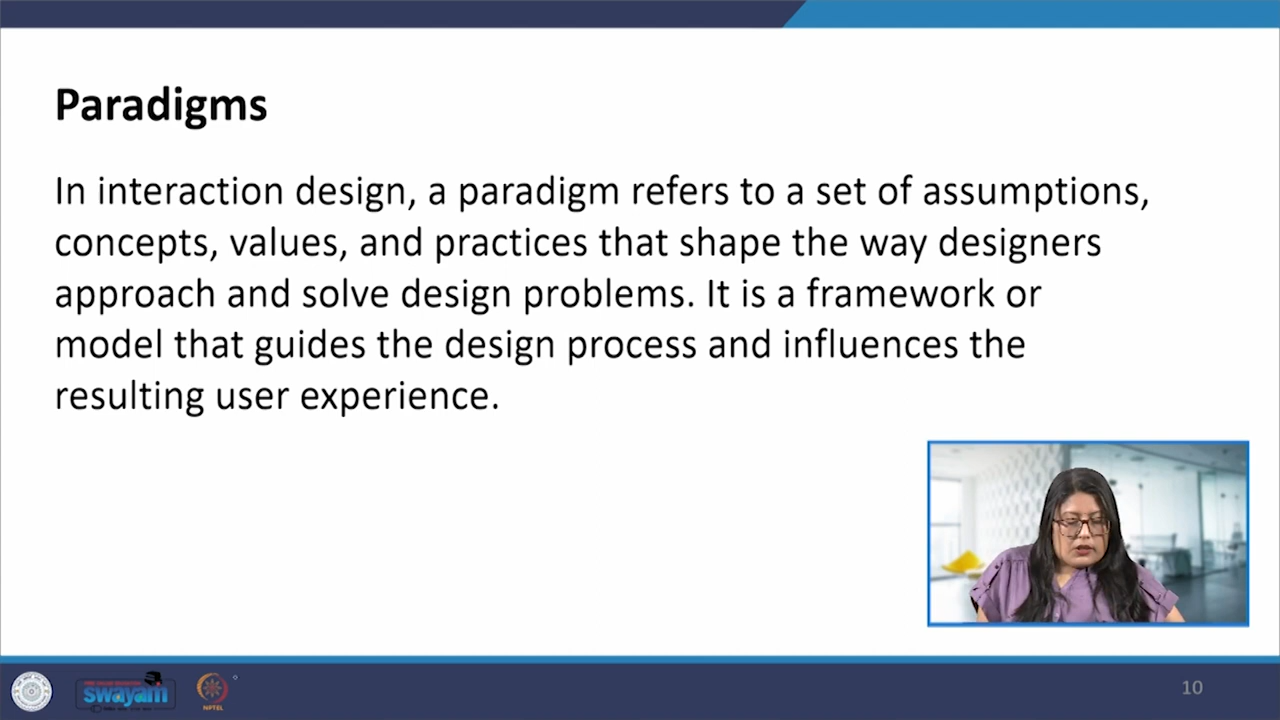 Paradigms
In interaction design, a paradigm refers to a set of assumptions,
concepts, values, and practices that shape the way designers
approach and solve design problems. It is a framework or
model that guides the design process and influences the
resulting user experience.
swayam
NPTEL
10